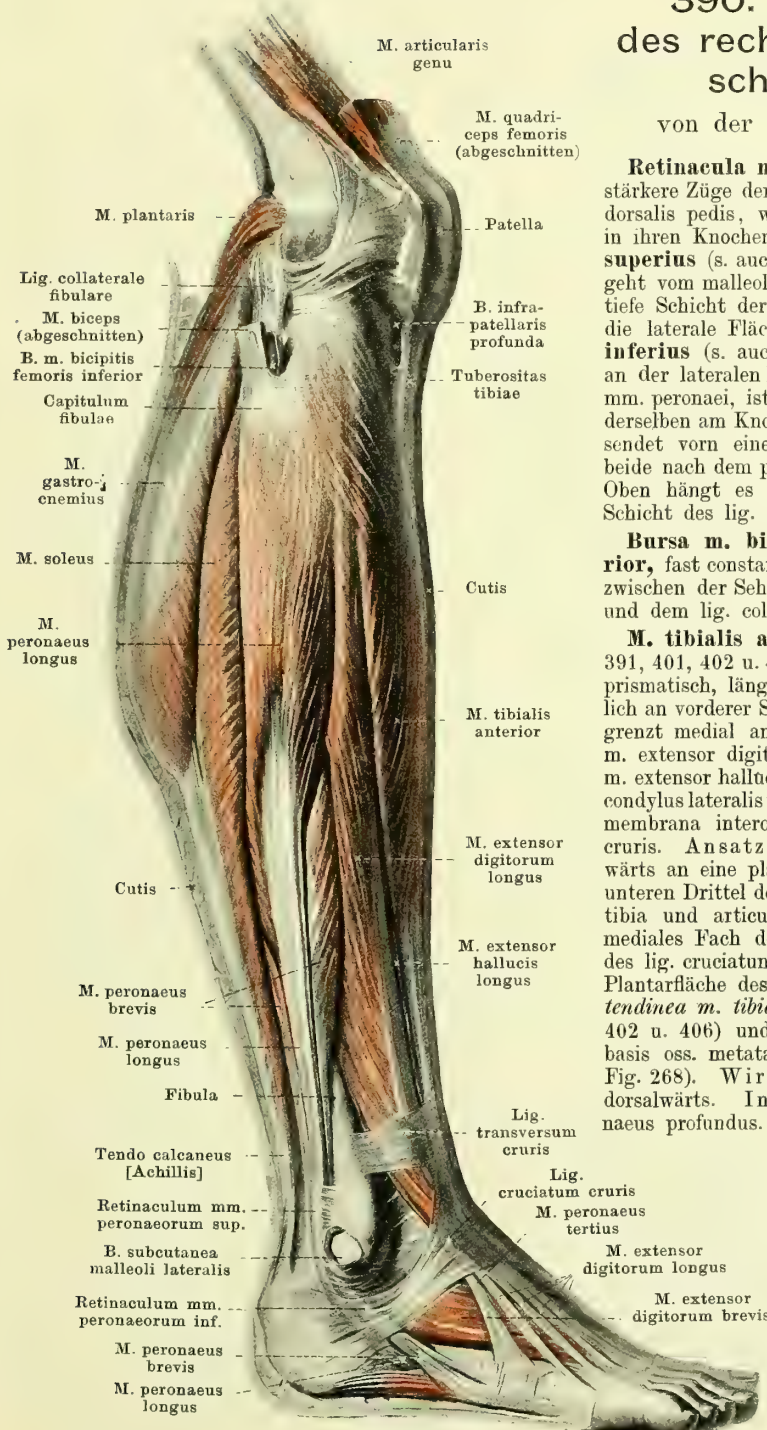 M. articularis
genu
M. quadri-
ceps femoris
(abgeschnitten)
Patella
B. infra-
patellaris
profunda
Tuberositas
tibiae
Cutis
M. tibialis
anterior
M. extensor
digitorum
longus
M. extensor
hallucis
longus
Lig.
transversum
cruris
Lig.
cruciatum cruris
M. peronaeus
tertius
M. extensor
digitorum longus
M. extensor
digitorum brevis
M. plantaris
Lig. collaterale
fibulare
M. biceps
(abgeschnitten)
B. m. bicipitis
femoris inferior
Capitulum
fibulae
M.
gastro-
cnemius
M. soleus
M.
peronaeus
longus
Cutis
M. peronaeus
brevis
M. peronaeus
longus
Fibula
Tendo calcaneus
[Achillis]
Retinaculum mm.
peronaeorum sup.
B. subcutanea
malleoli lateralis
Retinaculum mm.
peronaeorum inf.
M. peronaeus
brevis
M. peronaeus
longus
390.
des rech
sch
von der
Retinacula m
stärkere Züge der
dorsalis pedis, w
in ihren Knochen
superius (s. auc
geht vom malleol
tiefe Schicht der
die laterale Fläc
inferius (s. auc
an der lateralen
mm. peronaei, ist
derselben am Kno
sendet vorn eine
beide nach dem p
Oben hängt es
Schicht des lig.
Bursa m. bi
rior, fast consta
zwischen der Seh
und dem lig. col
M. tibialis a
391, 401, 402 u.
prismatisch, läng
lich an vorderer S
grenzt medial an
m. extensor digit
m. extensor halluc
condylus lateralis
membrana interc
cruris. Ansatz
wärts an eine pl
unteren Drittel de
tibia und articu
mediales Fach d
des lig. cruciatum
Plantarfläche des
tendinea m. tibi
402 u. 406) und
basis oss. metata
Fig. 268). Wir
dorsalwärts. In
naeus profundus.